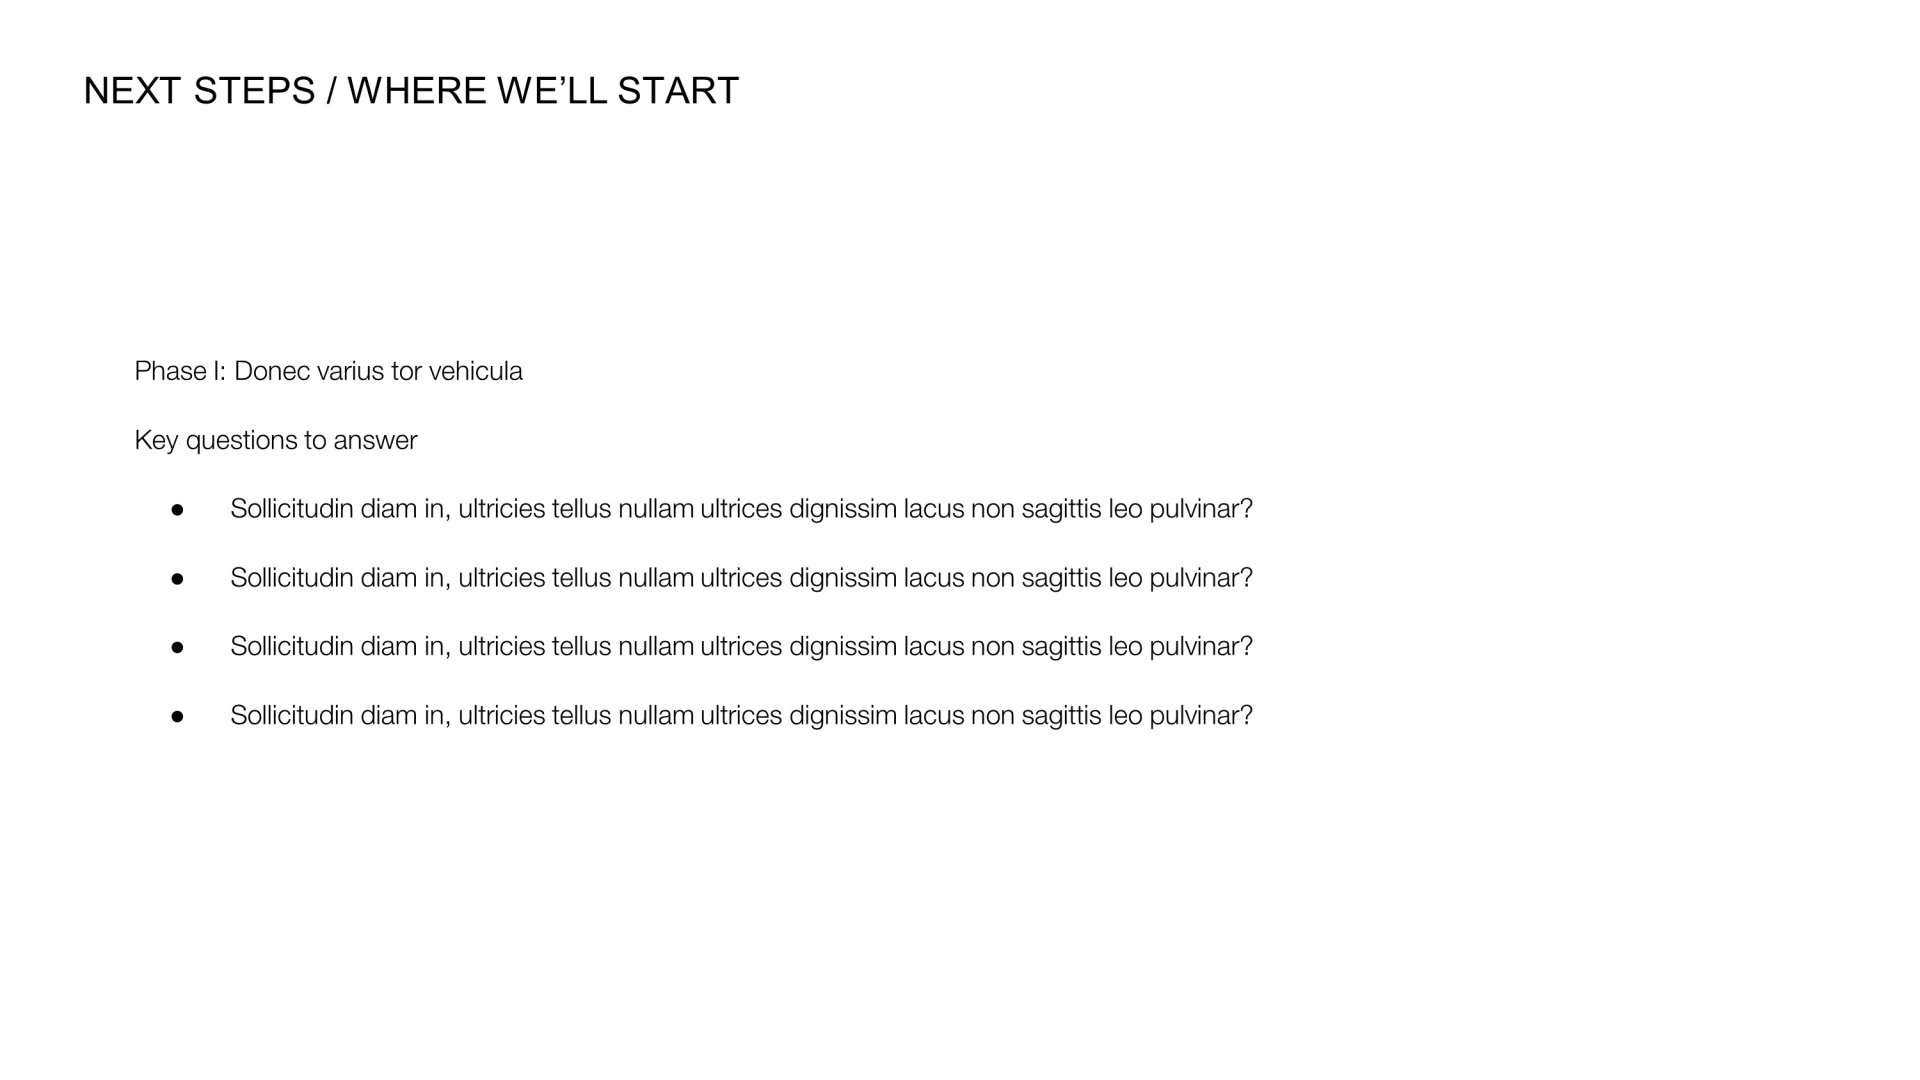 NEXT STEPS / WHERE WE’LL START
Phase I: Donec varius tor vehicula
Key questions to answer
● Sollicitudin diam in, ultricies tellus nullam ultrices dignissim lacus non sagittis leo pulvinar?
● Sollicitudin diam in, ultricies tellus nullam ultrices dignissim lacus non sagittis leo pulvinar?
● Sollicitudin diam in, ultricies tellus nullam ultrices dignissim lacus non sagittis leo pulvinar?
● Sollicitudin diam in, ultricies tellus nullam ultrices dignissim lacus non sagittis leo pulvinar?